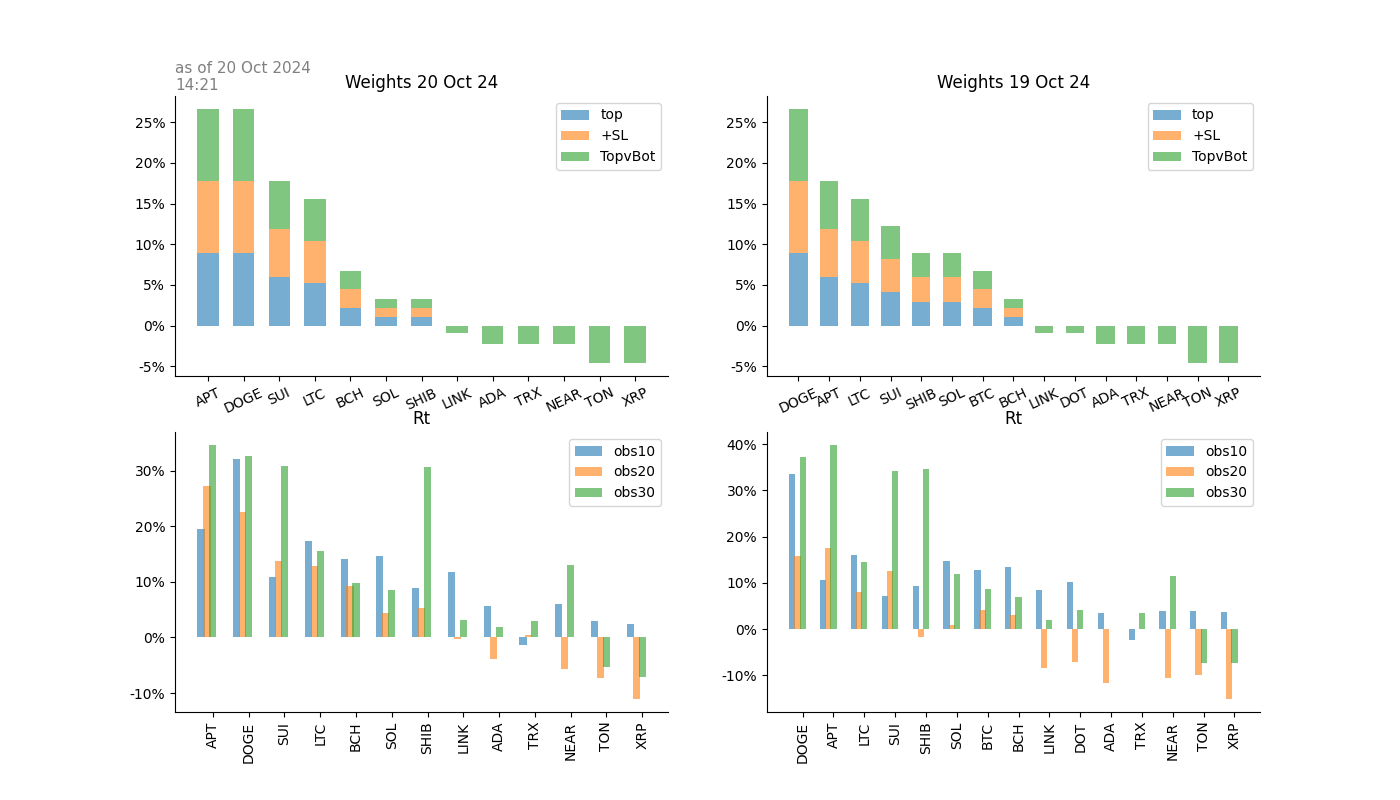 as of 20 Oct 2024
14:21
Weights 20 Oct 24
25%
20%
15%
10%
5%
0%
-5%
top
+SL
TopvBot
APT DOGE SUI LTC BCH SOL SHIB LINK ADA TRX NEAR TON XRP
Weights 19 Oct 24
25%
20%
15%
10%
5%
0%
-5%
top
+SL
TopvBot
DOGE APT LTC SUI SHIB SOL BTC BCH LINK DOT ADA TRX NEAR TON XRP
Rt
30%
20%
10%
0%
-10%
obs10
obs20
obs30
APT DOGE SUI LTC BCH SOL SHIB LINK ADA TRX NEAR TON XRP
Rt
40%
30%
20%
10%
0%
-10%
obs10
obs20
obs30
DOGE APT LTC SUI SHIB SOL BTC BCH LINK DOT ADA TRX NEAR TON XRP